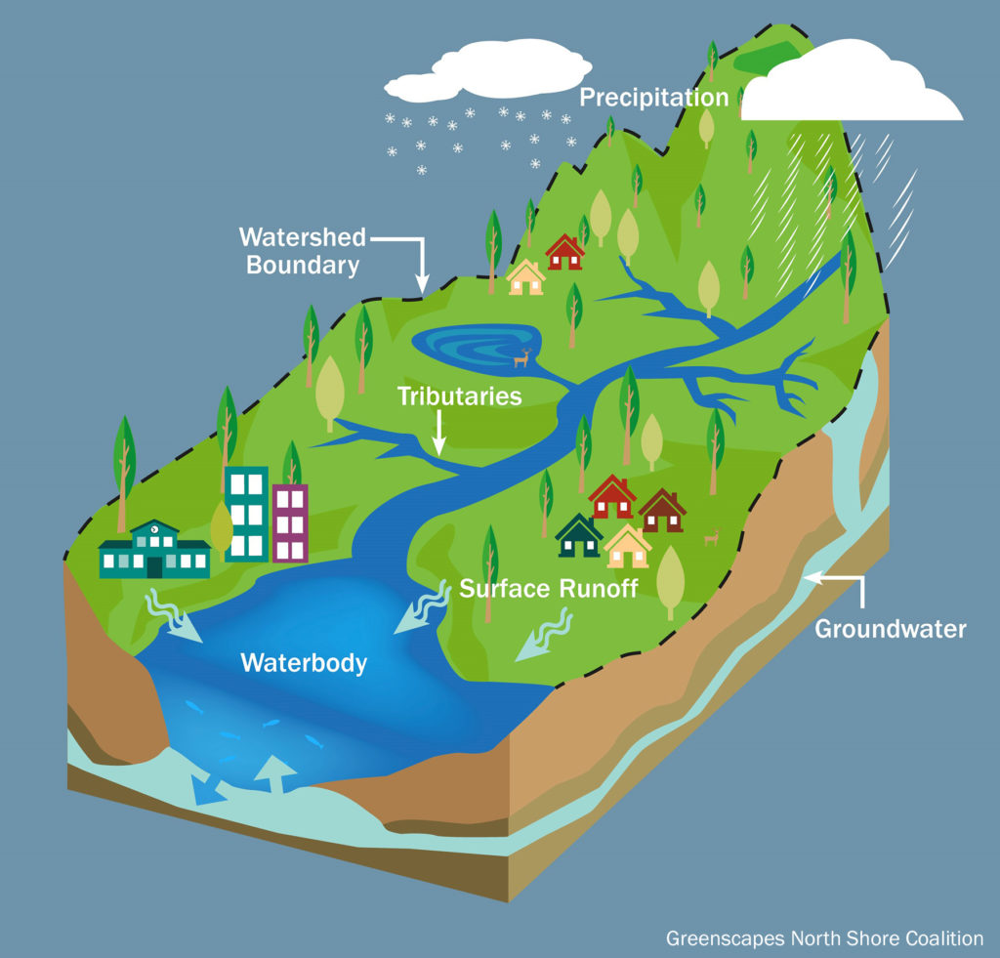 Precipitation
Watershed
Boundary
Tributaries
Surface Runoff
Groundwater
Waterbody
Greenscapes North Shore Coalition